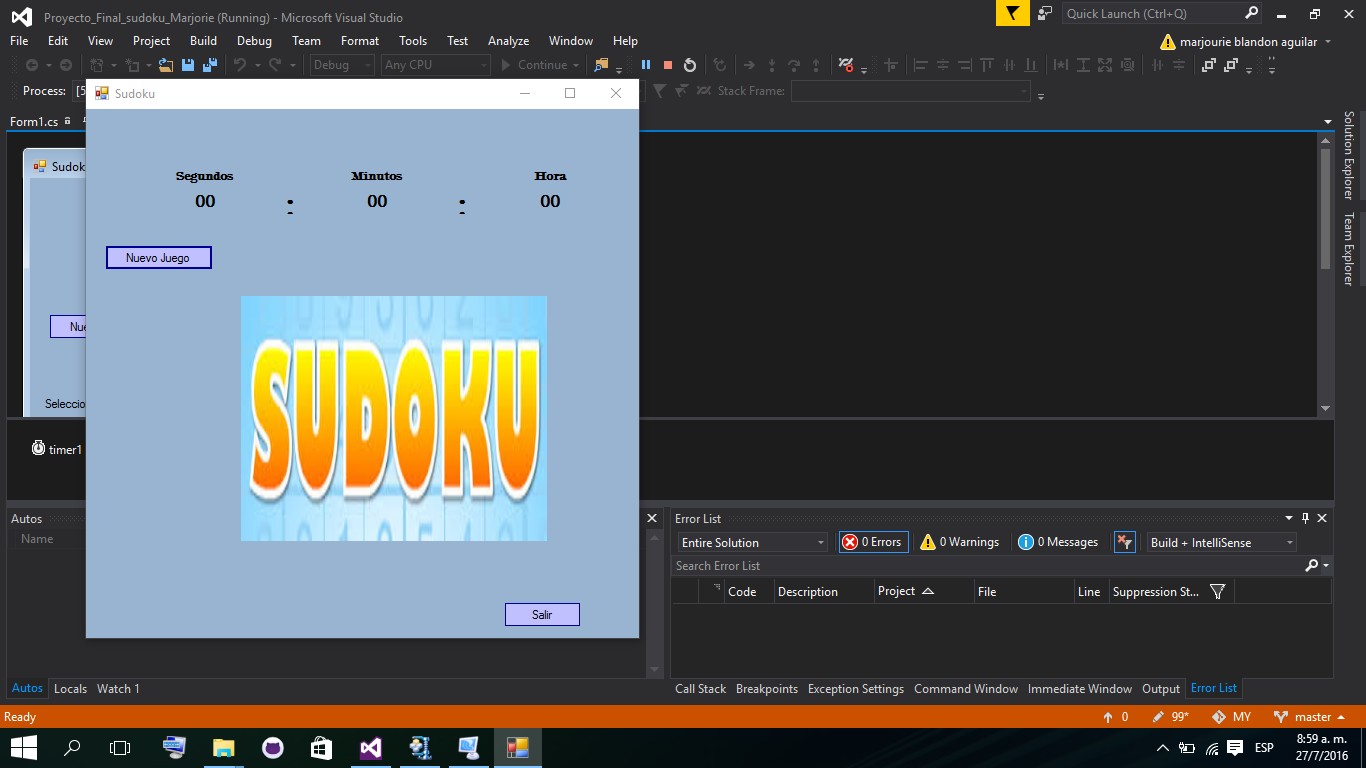 Proyecto_Final_sudoku_Marjorie (Running) - Microsoft Visual Studio
Quick Launch (Ctrl+Q)
File Edit View Project Build Debug Team Format Tools Test Analyze Window Help
marjourie blandon aguilar
Debug Any CPU Continue
Process: [5
Stack Frame:
Sudoku
Form1.cs
Sudok
Segundos Minutos Hora
00 : 00 : 00
Nuevo Juego
Nue
SUDOKU
Seleccio
timer1
Salir
Solution Explorer
Team Explorer
Autos
Name
Autos Locals Watch 1
Error List
Entire Solution 0 Errors 0 Warnings 0 Messages Build + IntelliSense
Search Error List
Code Description Project File Line Suppression St...
Call Stack Breakpoints Exception Settings Command Window Immediate Window Output Error List
Ready 0 99* MY master
ESP
8:59 a. m.
27/7/2016